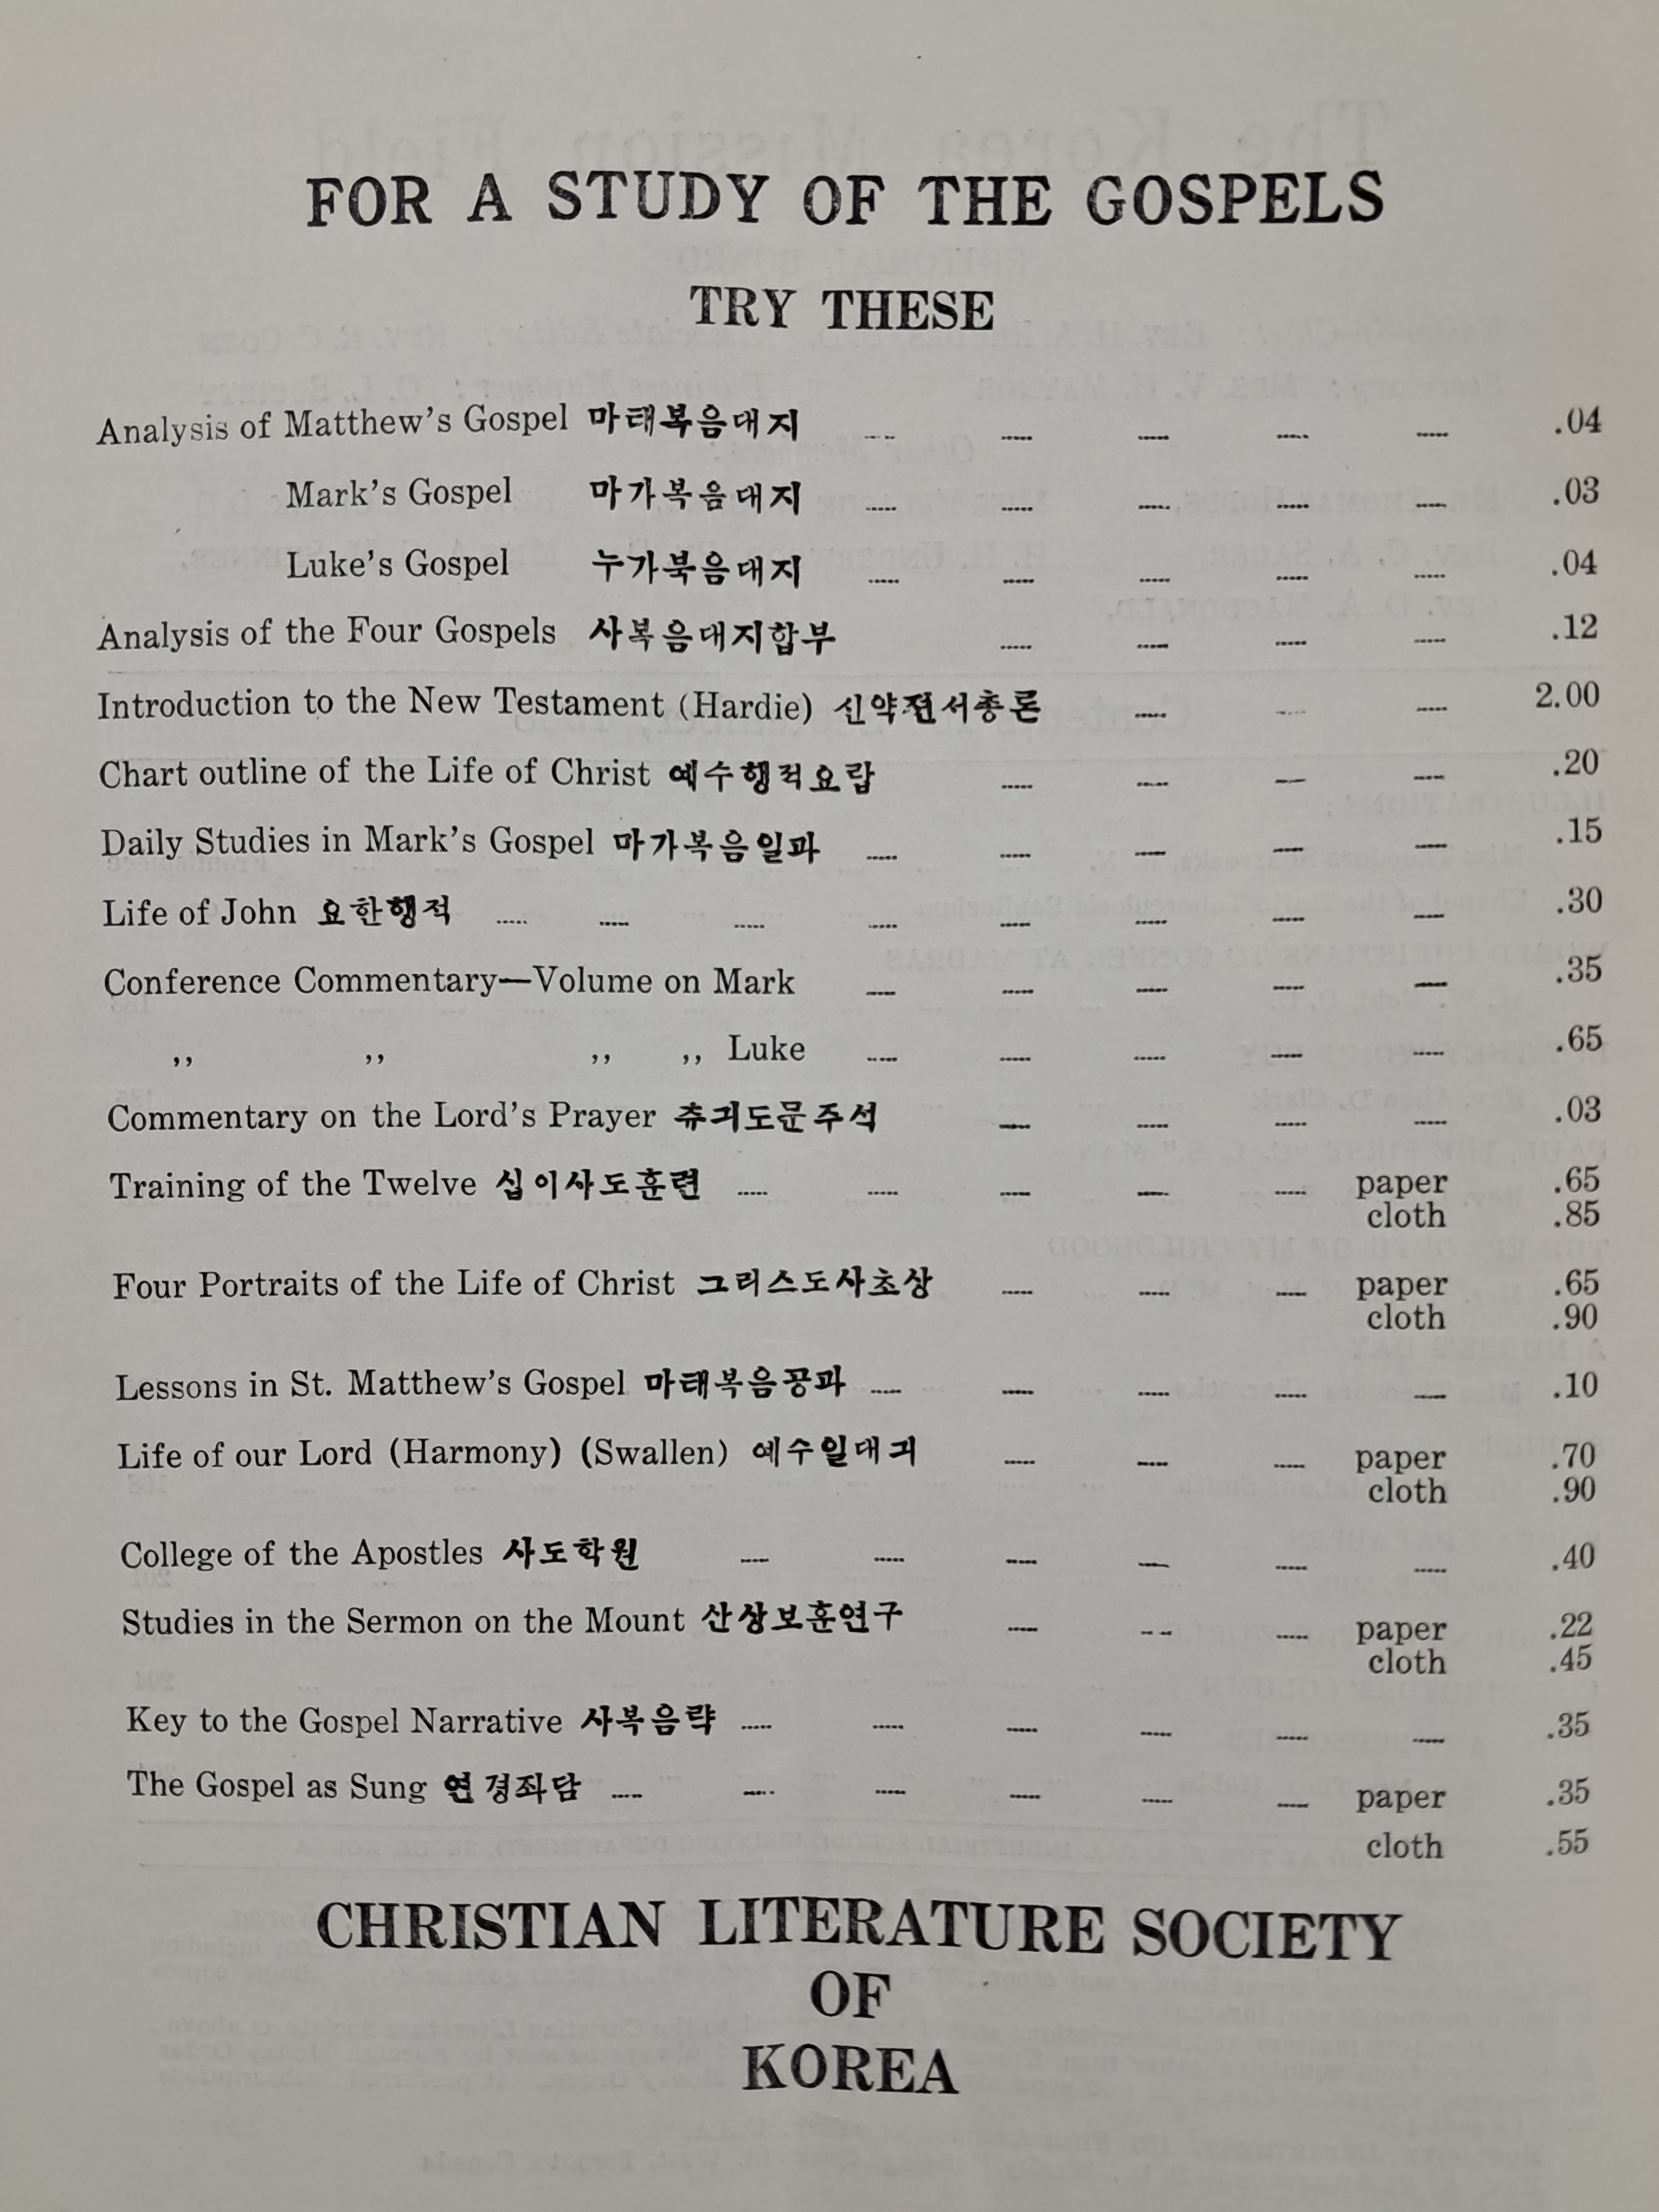 FOR A STUDY OF THE GOSPELS
TRY THESE
Analysis of Matthew's Gospel 마태복음대지 .04
Mark's Gospel 마가복음대지 .03
Luke's Gospel 누가복음대지 .04
Analysis of the Four Gospels 사복음대지합부 .12
Introduction to the New Testament (Hardie) 신약젼서총론 2.00
Chart outline of the Life of Christ 예수행적요람 .20
Daily Studies in Mark's Gospel 마가복음일과 .15
Life of John 요한행적 .30
Conference Commentary—Volume on Mark .35
,, ,, ,, ,, Luke .65
Commentary on the Lord's Prayer 쥬긔도문주석 .03
Training of the Twelve 십이사도훈련 paper .65
cloth .85
Four Portraits of the Life of Christ 그리스도사초상 paper .65
cloth .90
Lessons in St. Matthew's Gospel 마태복음공과 .10
Life of our Lord (Harmony) (Swallen) 예수일대긔 paper .70
cloth .90
College of the Apostles 사도학원 .40
Studies in the Sermon on the Mount 산상보훈연구 paper .22
cloth .45
Key to the Gospel Narrative 사복음략 .35
The Gospel as Sung 연경좌담 paper .35
cloth .55
CHRISTIAN LITERATURE SOCIETY
OF
KOREA